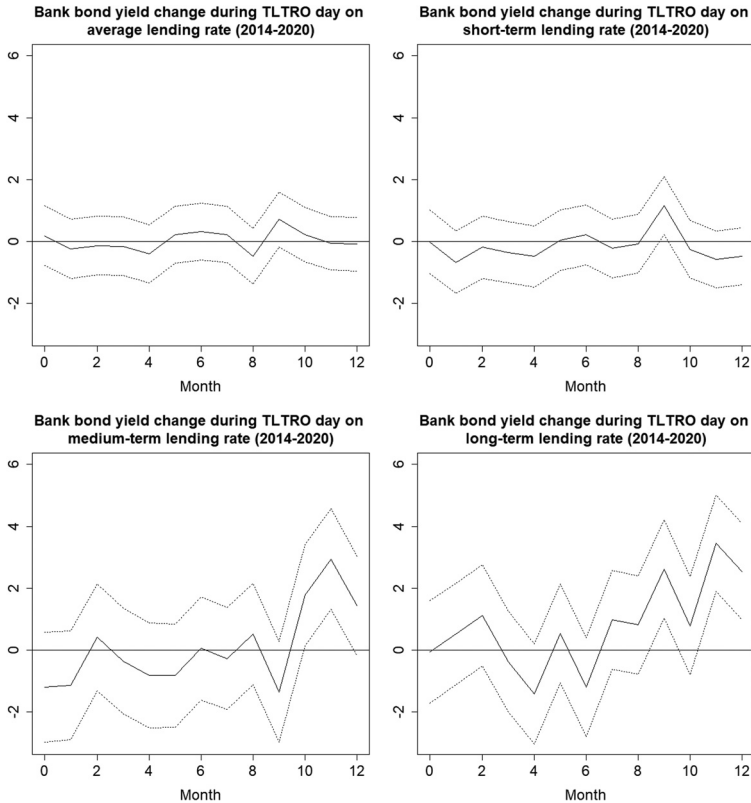 Bank bond yield change during TLTRO day on
average lending rate (2014-2020)
6
4
2
0
-2
0 2 4 6 8 10 12
Month
Bank bond yield change during TLTRO day on
short-term lending rate (2014-2020)
6
4
2
0
-2
0 2 4 6 8 10 12
Month
Bank bond yield change during TLTRO day on
medium-term lending rate (2014-2020)
6
4
2
0
-2
0 2 4 6 8 10 12
Month
Bank bond yield change during TLTRO day on
long-term lending rate (2014-2020)
6
4
2
0
-2
0 2 4 6 8 10 12
Month